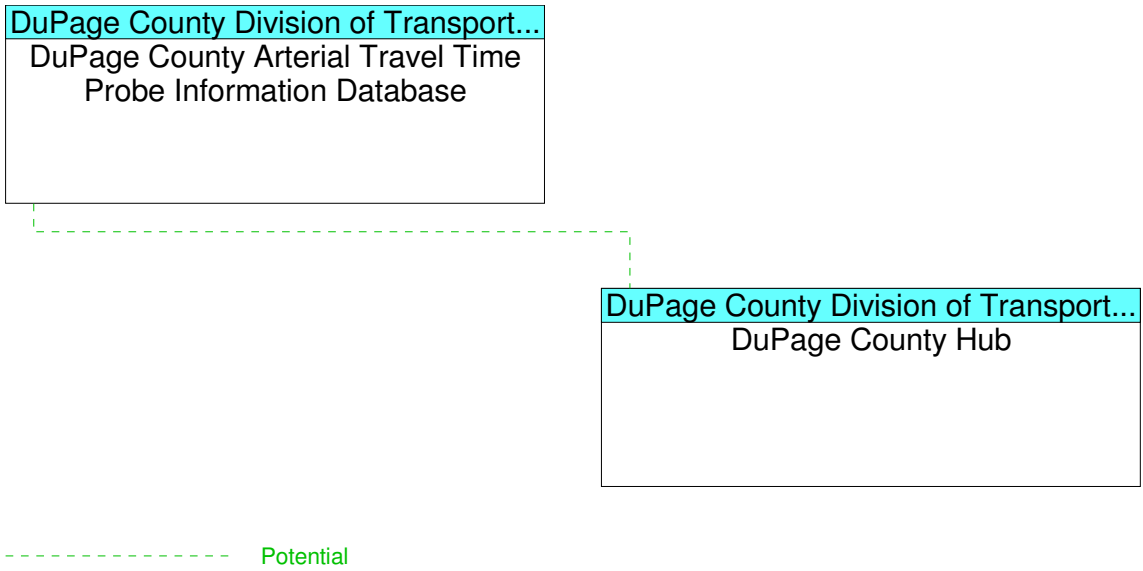 DuPage County Division of Transport...
DuPage County Arterial Travel Time
Probe Information Database
DuPage County Division of Transport...
DuPage County Hub
Potential